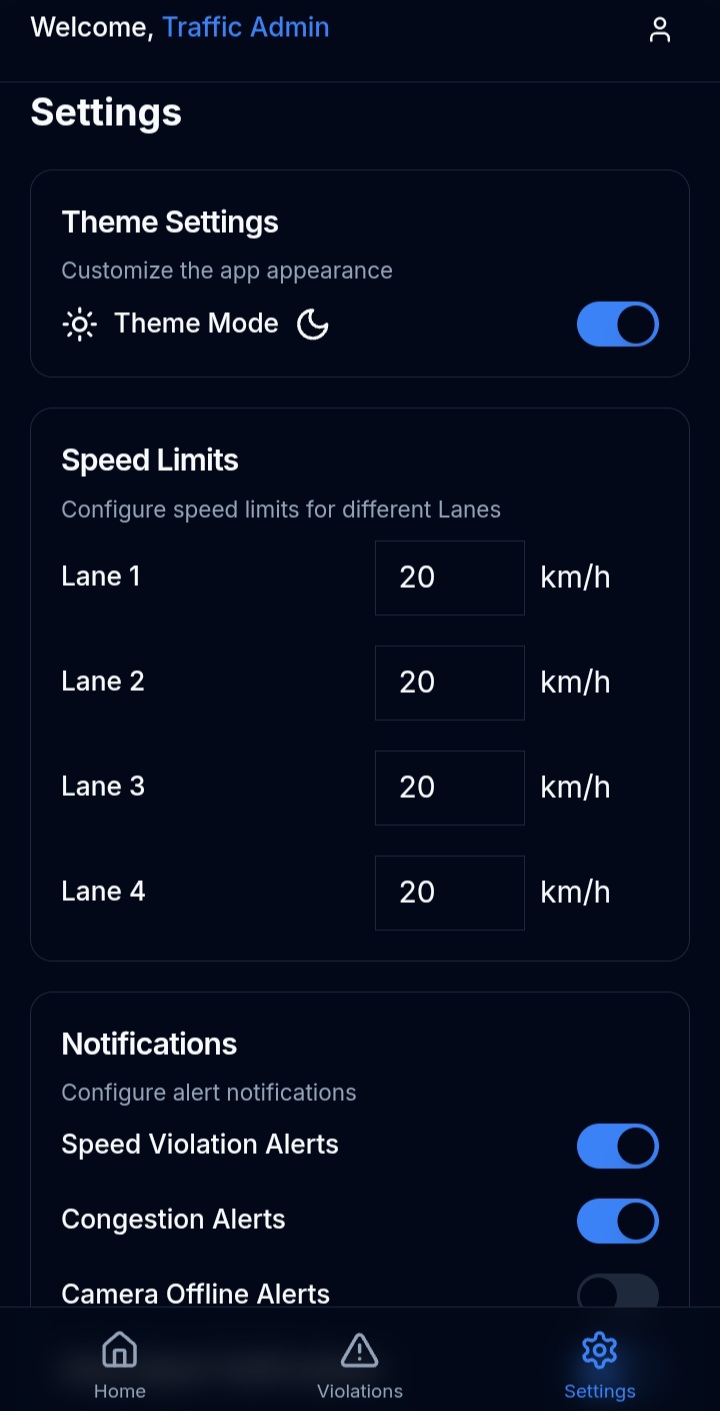 Welcome, Traffic Admin
Settings
Theme Settings
Customize the app appearance
Theme Mode
Speed Limits
Configure speed limits for different Lanes
Lane 1 20 km/h
Lane 2 20 km/h
Lane 3 20 km/h
Lane 4 20 km/h
Notifications
Configure alert notifications
Speed Violation Alerts
Congestion Alerts
Camera Offline Alerts
Home Violations Settings